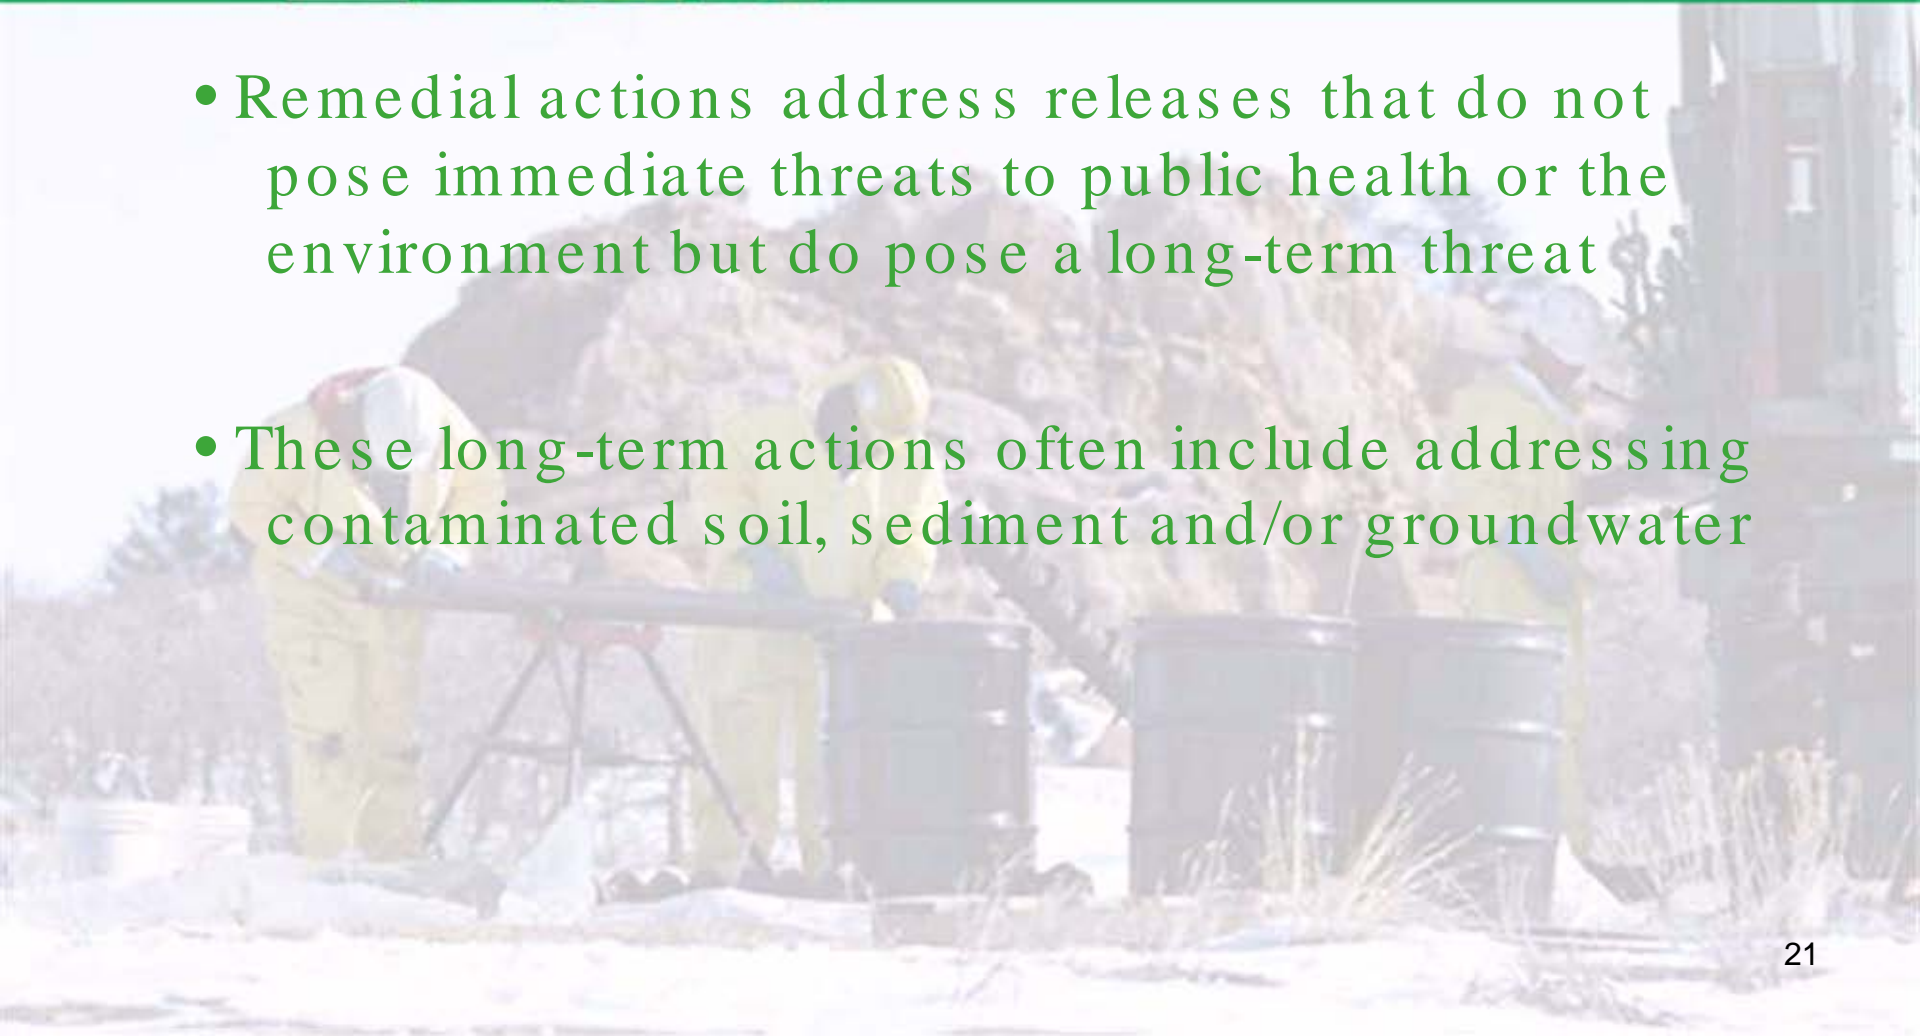 • Remedial actions address releases that do not
pose immediate threats to public health or the
environment but do pose a long-term threat
• These long-term actions often include addressing
contaminated soil, sediment and/or groundwater
21